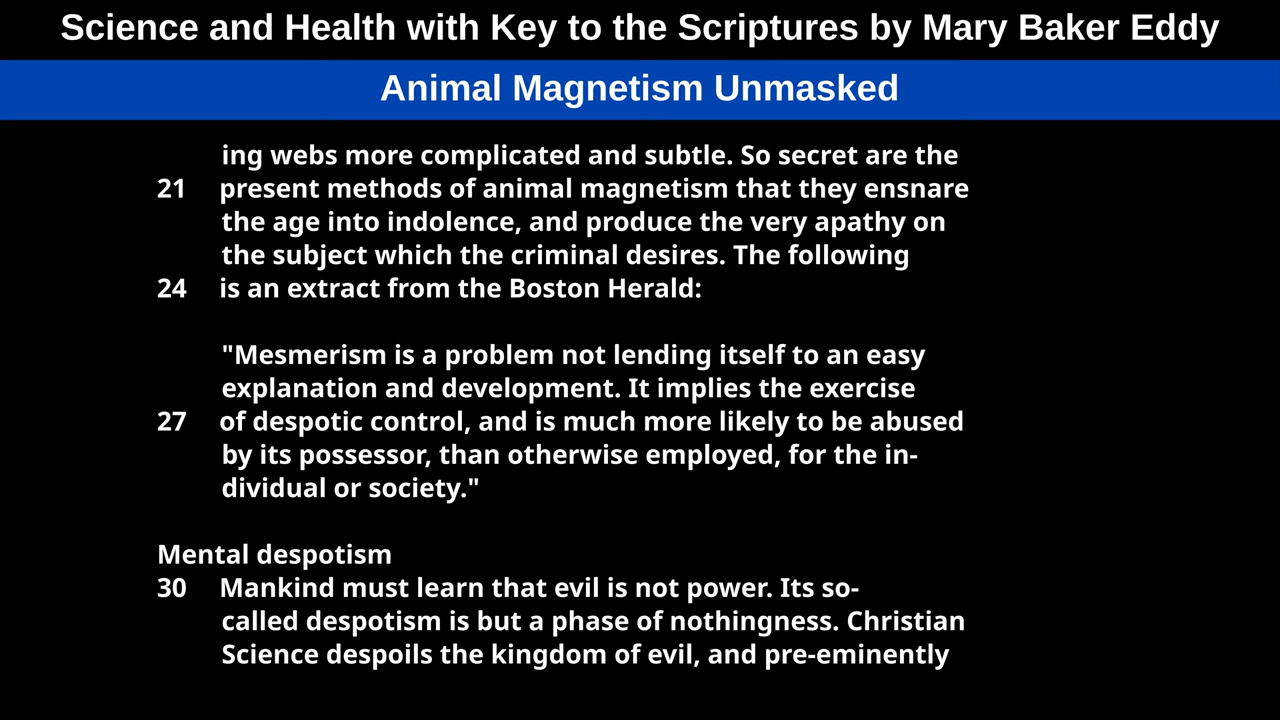 Science and Health with Key to the Scriptures by Mary Baker Eddy
Animal Magnetism Unmasked
ing webs more complicated and subtle. So secret are the
21 present methods of animal magnetism that they ensnare
the age into indolence, and produce the very apathy on
the subject which the criminal desires. The following
24 is an extract from the Boston Herald:
"Mesmerism is a problem not lending itself to an easy
explanation and development. It implies the exercise
27 of despotic control, and is much more likely to be abused
by its possessor, than otherwise employed, for the in-
dividual or society."
Mental despotism
30 Mankind must learn that evil is not power. Its so-
called despotism is but a phase of nothingness. Christian
Science despoils the kingdom of evil, and pre-eminently